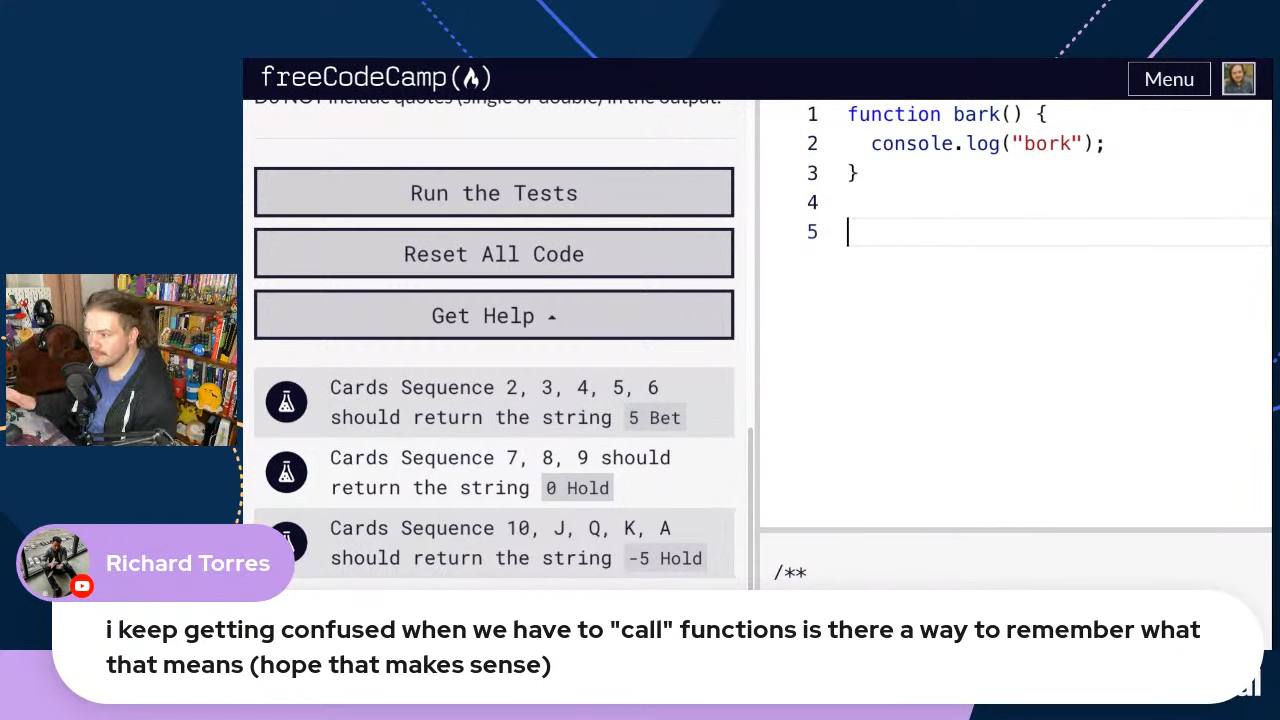 freeCodeCamp(🔥)
Menu
Run the Tests
Reset All Code
Get Help
Cards Sequence 2, 3, 4, 5, 6
should return the string 5 Bet
Cards Sequence 7, 8, 9 should
return the string 0 Hold
Cards Sequence 10, J, Q, K, A
should return the string -5 Hold
1 function bark() {
2 console.log("bork");
3 }
4
5
/**
Richard Torres
i keep getting confused when we have to "call" functions is there a way to remember what
that means (hope that makes sense)